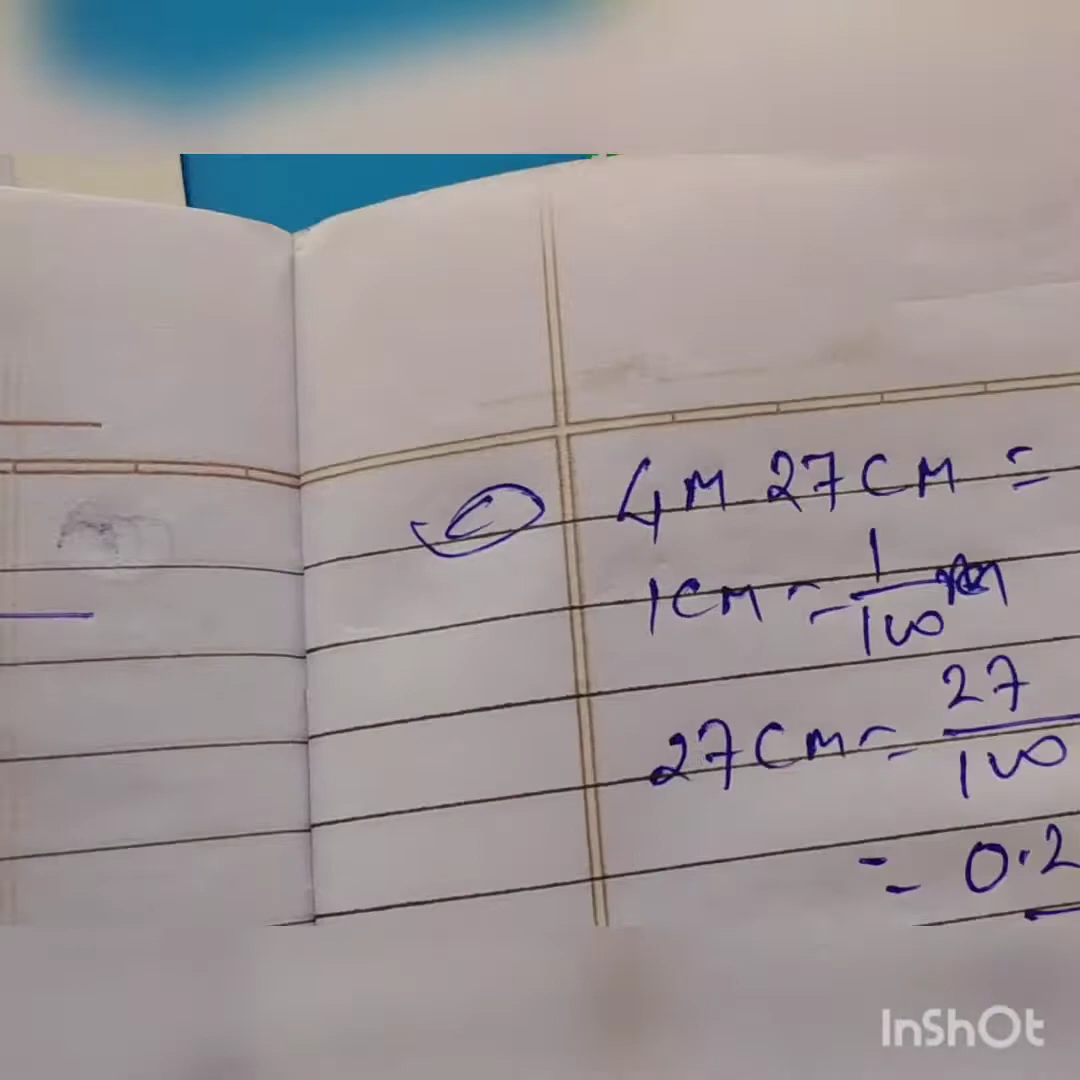 C 4M 27CM =
1CM = 1/100 M
27CM = 27/100
= 0.2
InShOt